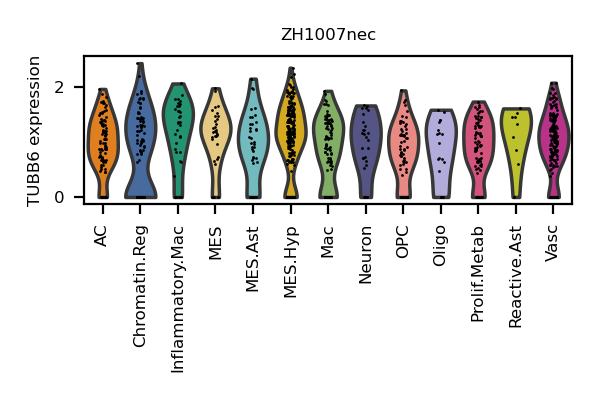 ZH1007nec
TUBB6 expression
2
0
AC
Chromatin.Reg
Inflammatory.Mac
MES
MES.Ast
MES.Hyp
Mac
Neuron
OPC
Oligo
Prolif.Metab
Reactive.Ast
Vasc